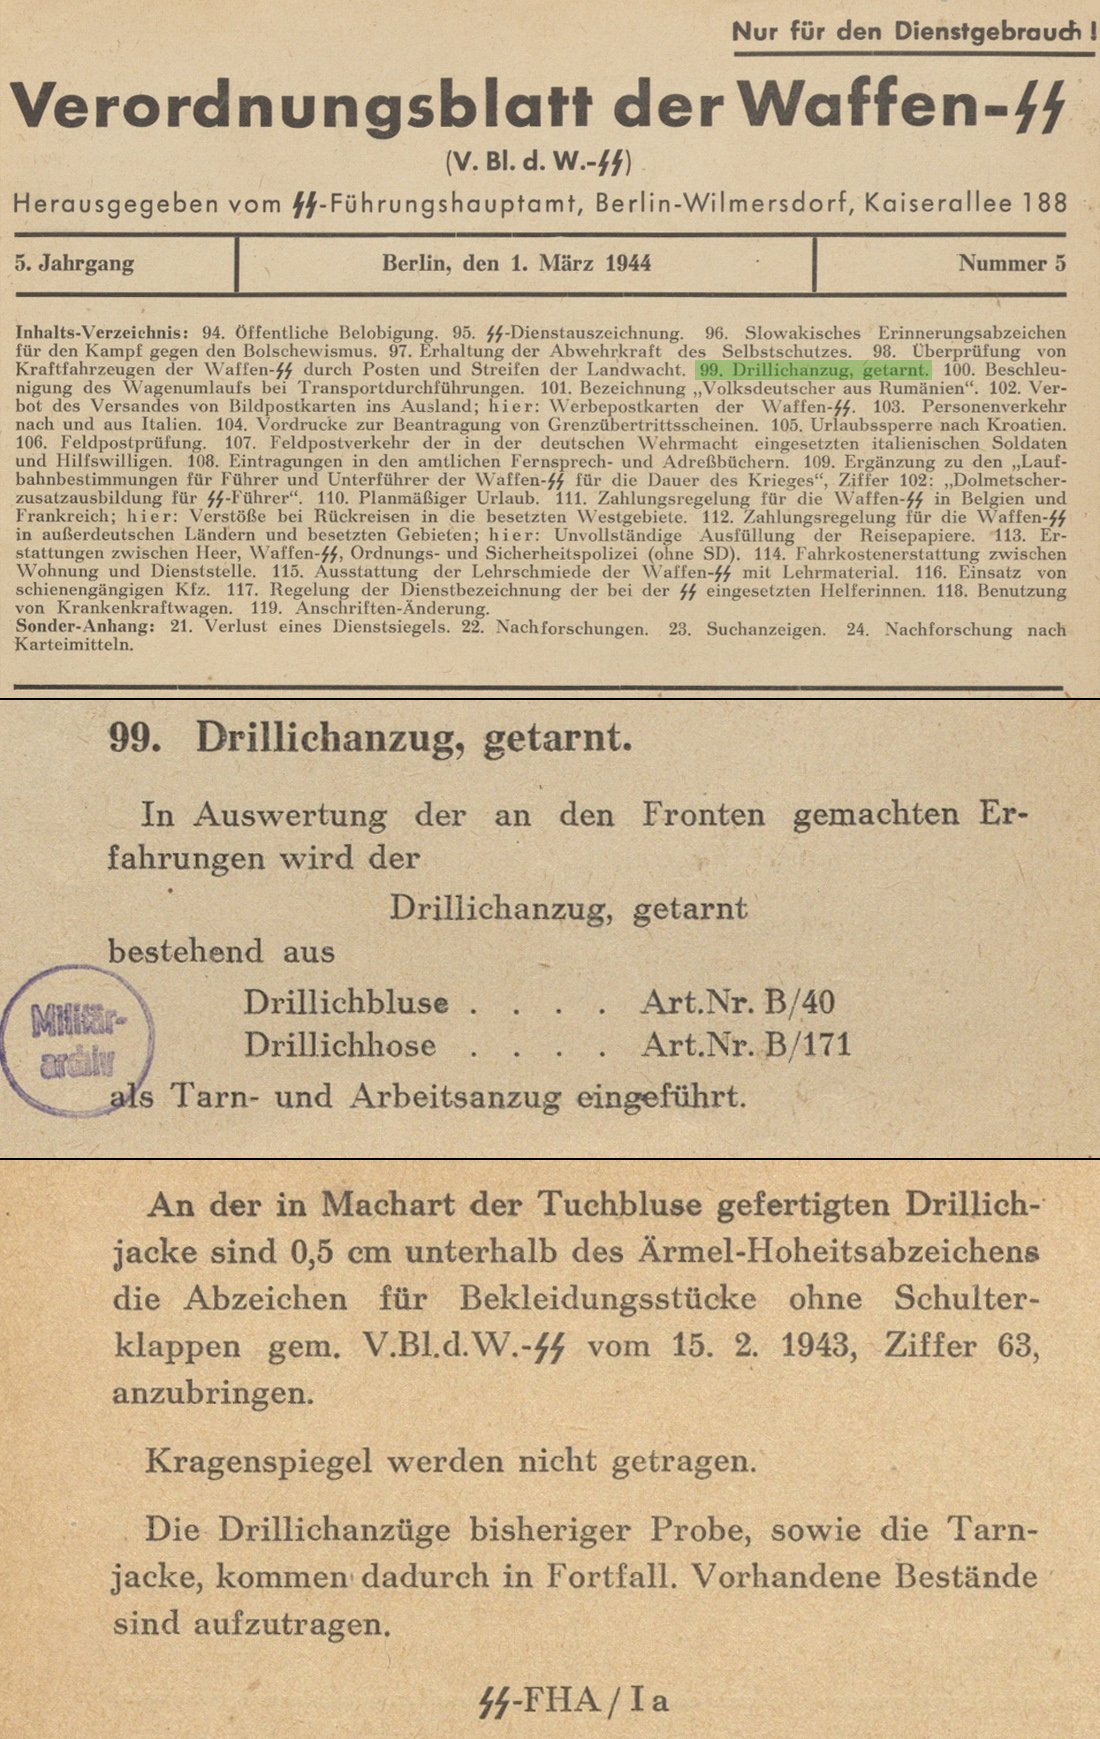 Nur für den Dienstgebrauch!
Verordnungsblatt der Waffen-ᛋᛋ
(V. Bl. d. W.-ᛋᛋ)
Herausgegeben vom ᛋᛋ-Führungshauptamt, Berlin-Wilmersdorf, Kaiserallee 188
5. Jahrgang Berlin, den 1. März 1944 Nummer 5
Inhalts-Verzeichnis: 94. Öffentliche Belobigung. 95. ᛋᛋ-Dienstauszeichnung. 96. Slowakisches Erinnerungsabzeichen
für den Kampf gegen den Bolschewismus. 97. Erhaltung der Abwehrkraft des Selbstschutzes. 98. Überprüfung von
Kraftfahrzeugen der Waffen-ᛋᛋ durch Posten und Streifen der Landwacht. 99. Drillichanzug, getarnt. 100. Beschleu-
nigung des Wagenumlaufs bei Transportdurchführungen. 101. Bezeichnung „Volksdeutscher aus Rumänien“. 102. Ver-
bot des Versandes von Bildpostkarten ins Ausland; hier: Werbepostkarten der Waffen-ᛋᛋ. 103. Personenverkehr
nach und aus Italien. 104. Vordrucke zur Beantragung von Grenzübertrittsscheinen. 105. Urlaubssperre nach Kroatien.
106. Feldpostprüfung. 107. Feldpostverkehr der in der deutschen Wehrmacht eingesetzten italienischen Soldaten
und Hilfswilligen. 108. Eintragungen in den amtlichen Fernsprech- und Adreßbüchern. 109. Ergänzung zu den „Lauf-
bahnbestimmungen für Führer und Unterführer der Waffen-ᛋᛋ für die Dauer des Krieges“, Ziffer 102: „Dolmetscher-
zusatzausbildung für ᛋᛋ-Führer“. 110. Planmäßiger Urlaub. 111. Zahlungsregelung für die Waffen-ᛋᛋ in Belgien und
Frankreich; hier: Verstöße bei Rückreisen in die besetzten Westgebiete. 112. Zahlungsregelung für die Waffen-ᛋᛋ
in außerdeutschen Ländern und besetzten Gebieten; hier: Unvollständige Ausfüllung der Reisepapiere. 113. Er-
stattungen zwischen Heer, Waffen-ᛋᛋ, Ordnungs- und Sicherheitspolizei (ohne SD). 114. Fahrkostenerstattung zwischen
Wohnung und Dienststelle. 115. Ausstattung der Lehrschmiede der Waffen-ᛋᛋ mit Lehrmaterial. 116. Einsatz von
schienengängigen Kfz. 117. Regelung der Dienstbezeichnung der bei der ᛋᛋ eingesetzten Helferinnen. 118. Benutzung
von Krankenkraftwagen. 119. Anschriften-Änderung.
Sonder-Anhang: 21. Verlust eines Dienstsiegels. 22. Nachforschungen. 23. Suchanzeigen. 24. Nachforschung nach
Karteimitteln.
99. Drillichanzug, getarnt.
In Auswertung der an den Fronten gemachten Er-
fahrungen wird der
Drillichanzug, getarnt
bestehend aus
Drillichbluse . . . . Art.Nr. B/40
Drillichhose . . . . Art.Nr. B/171
Militär-
archiv
als Tarn- und Arbeitsanzug eingeführt.
An der in Machart der Tuchbluse gefertigten Drillich-
jacke sind 0,5 cm unterhalb des Ärmel-Hoheitsabzeichens
die Abzeichen für Bekleidungsstücke ohne Schulter-
klappen gem. V.Bl.d.W.-ᛋᛋ vom 15. 2. 1943, Ziffer 63,
anzubringen.
Kragenspiegel werden nicht getragen.
Die Drillichanzüge bisheriger Probe, sowie die Tarn-
jacke, kommen dadurch in Fortfall. Vorhandene Bestände
sind aufzutragen.
ᛋᛋ-FHA / I a